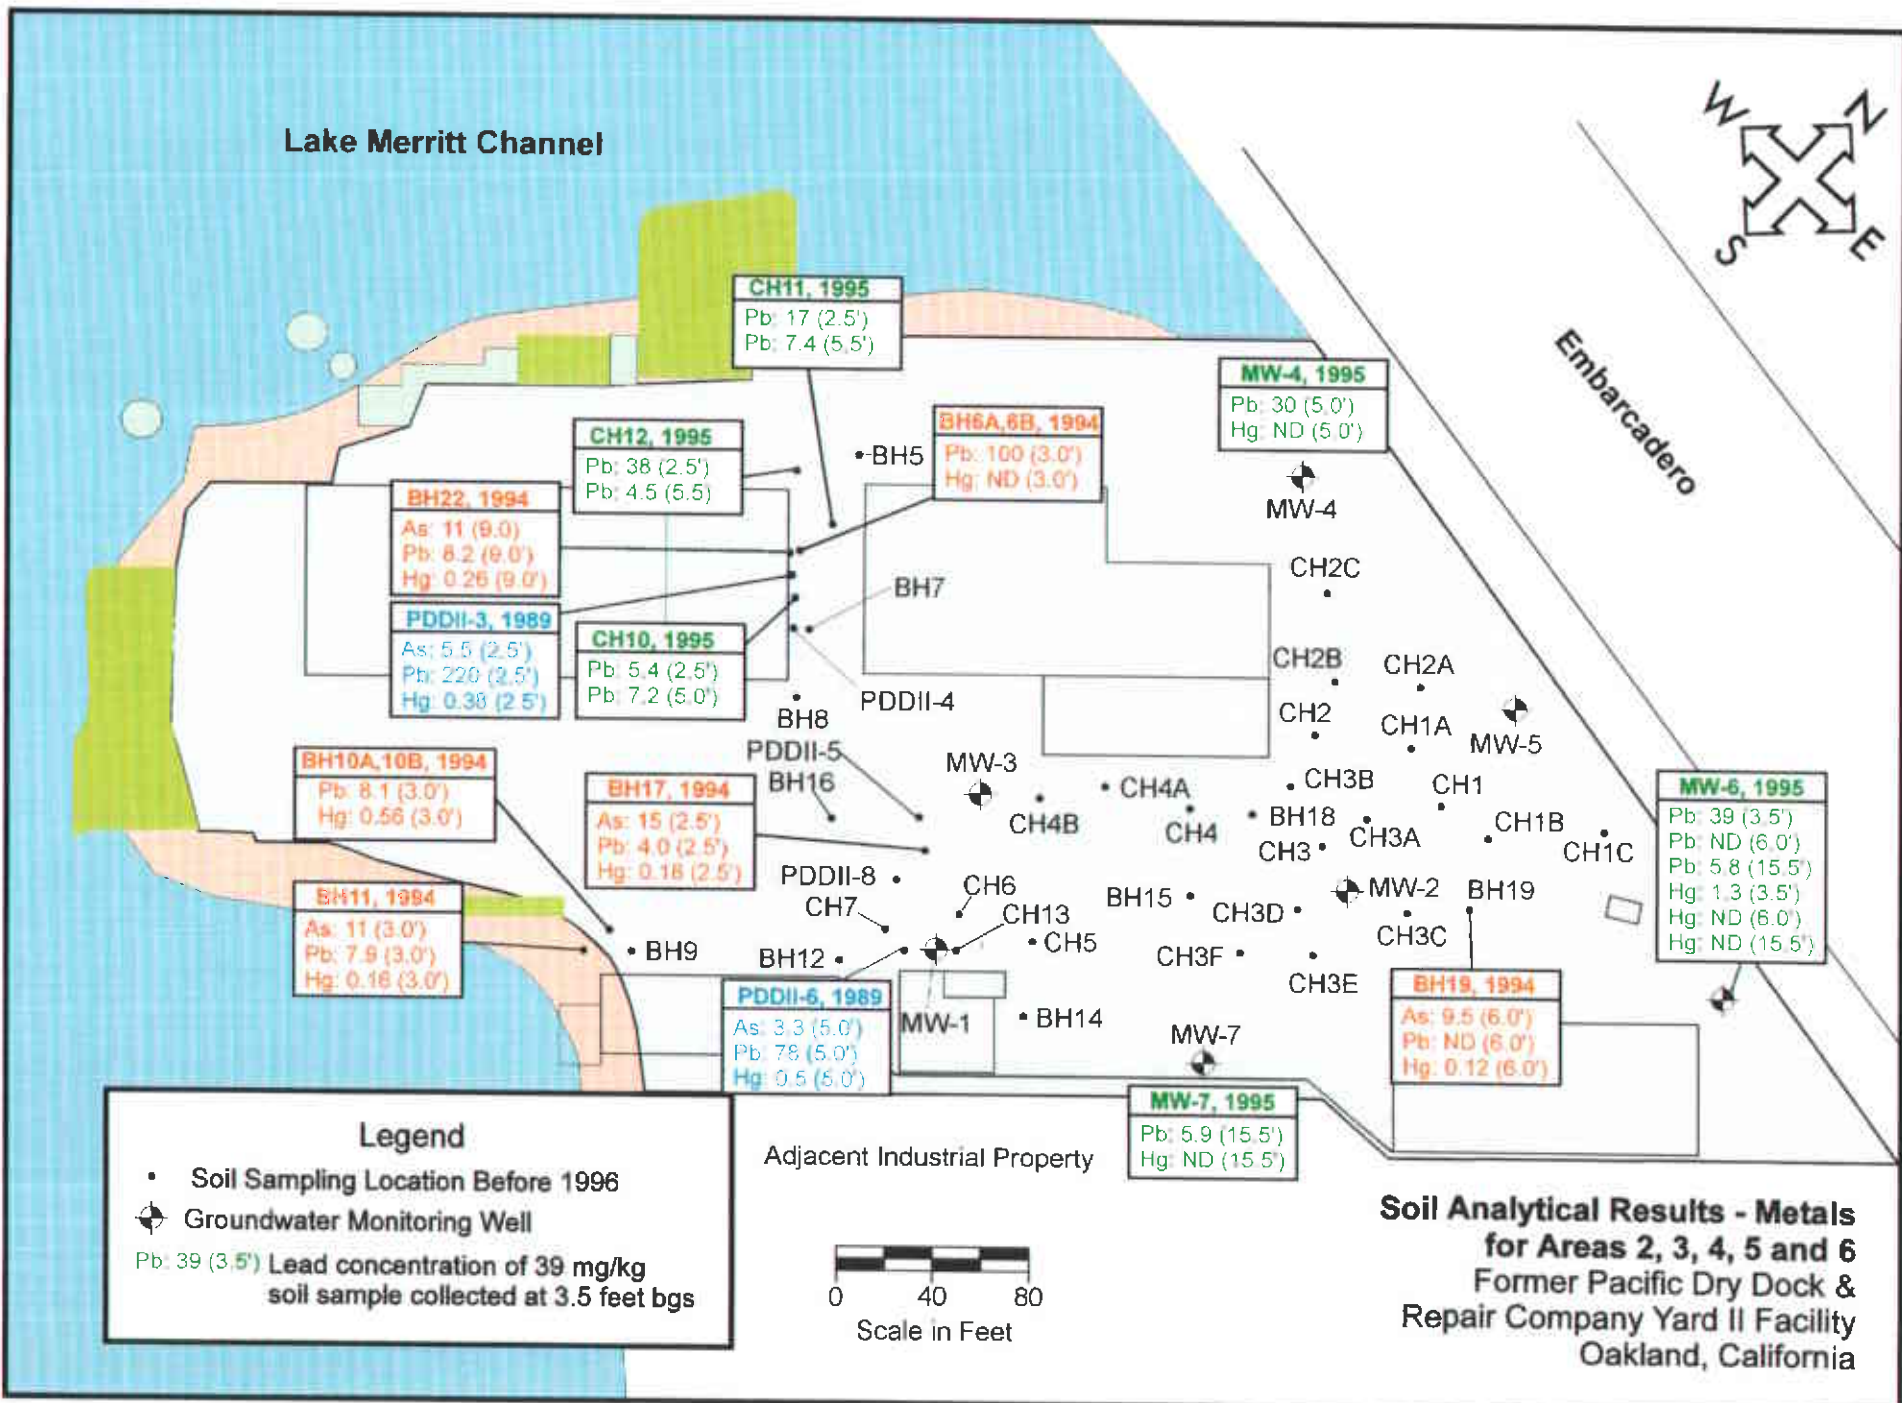 Lake Merritt Channel
W
N
S
E
Embarcadero
CH11, 1995
Pb: 17 (2.5')
Pb: 7.4 (5.5')
MW-4, 1995
Pb: 30 (5.0')
Hg: ND (5.0')
CH12, 1995
Pb: 38 (2.5')
Pb: 4.5 (5.5)
BH6A,6B, 1994
Pb: 100 (3.0')
Hg: ND (3.0')
BH5
BH22, 1994
As: 11 (9.0)
Pb: 8.2 (9.0')
Hg: 0.26 (9.0')
MW-4
CH2C
BH7
PDDII-3, 1989
As: 5.5 (2.5')
Pb: 220 (2.5')
Hg: 0.38 (2.5')
CH10, 1995
Pb: 5.4 (2.5')
Pb: 7.2 (5.0')
CH2B
CH2A
PDDII-4
BH8
CH2
CH1A
MW-5
PDDII-5
BH16
MW-3
BH10A,10B, 1994
Pb: 8.1 (3.0')
Hg: 0.56 (3.0')
BH17, 1994
As: 15 (2.5')
Pb: 4.0 (2.5')
Hg: 0.16 (2.5')
CH4A
CH3B
CH1
CH4B
CH4
BH18
CH3A
CH1B
CH1C
CH3
MW-6, 1995
Pb: 39 (3.5')
Pb: ND (6.0')
Pb: 5.8 (15.5')
Hg: 1.3 (3.5')
Hg: ND (6.0')
Hg: ND (15.5')
PDDII-8
CH7
CH6
CH13
BH15
CH3D
MW-2
BH19
BH11, 1994
As: 11 (3.0')
Pb: 7.9 (3.0')
Hg: 0.16 (3.0')
BH9
BH12
CH5
CH3F
CH3C
CH3E
PDDII-6, 1989
As: 3.3 (5.0')
Pb: 78 (5.0')
Hg: 0.5 (5.0')
MW-1
BH14
MW-7
BH19, 1994
As: 9.5 (6.0')
Pb: ND (6.0')
Hg: 0.12 (6.0')
MW-7, 1995
Pb: 5.9 (15.5')
Hg: ND (15.5')
Adjacent Industrial Property
Legend
Soil Sampling Location Before 1996
Groundwater Monitoring Well
Pb: 39 (3.5') Lead concentration of 39 mg/kg
soil sample collected at 3.5 feet bgs
0 40 80
Scale in Feet
Soil Analytical Results - Metals
for Areas 2, 3, 4, 5 and 6
Former Pacific Dry Dock &
Repair Company Yard II Facility
Oakland, California